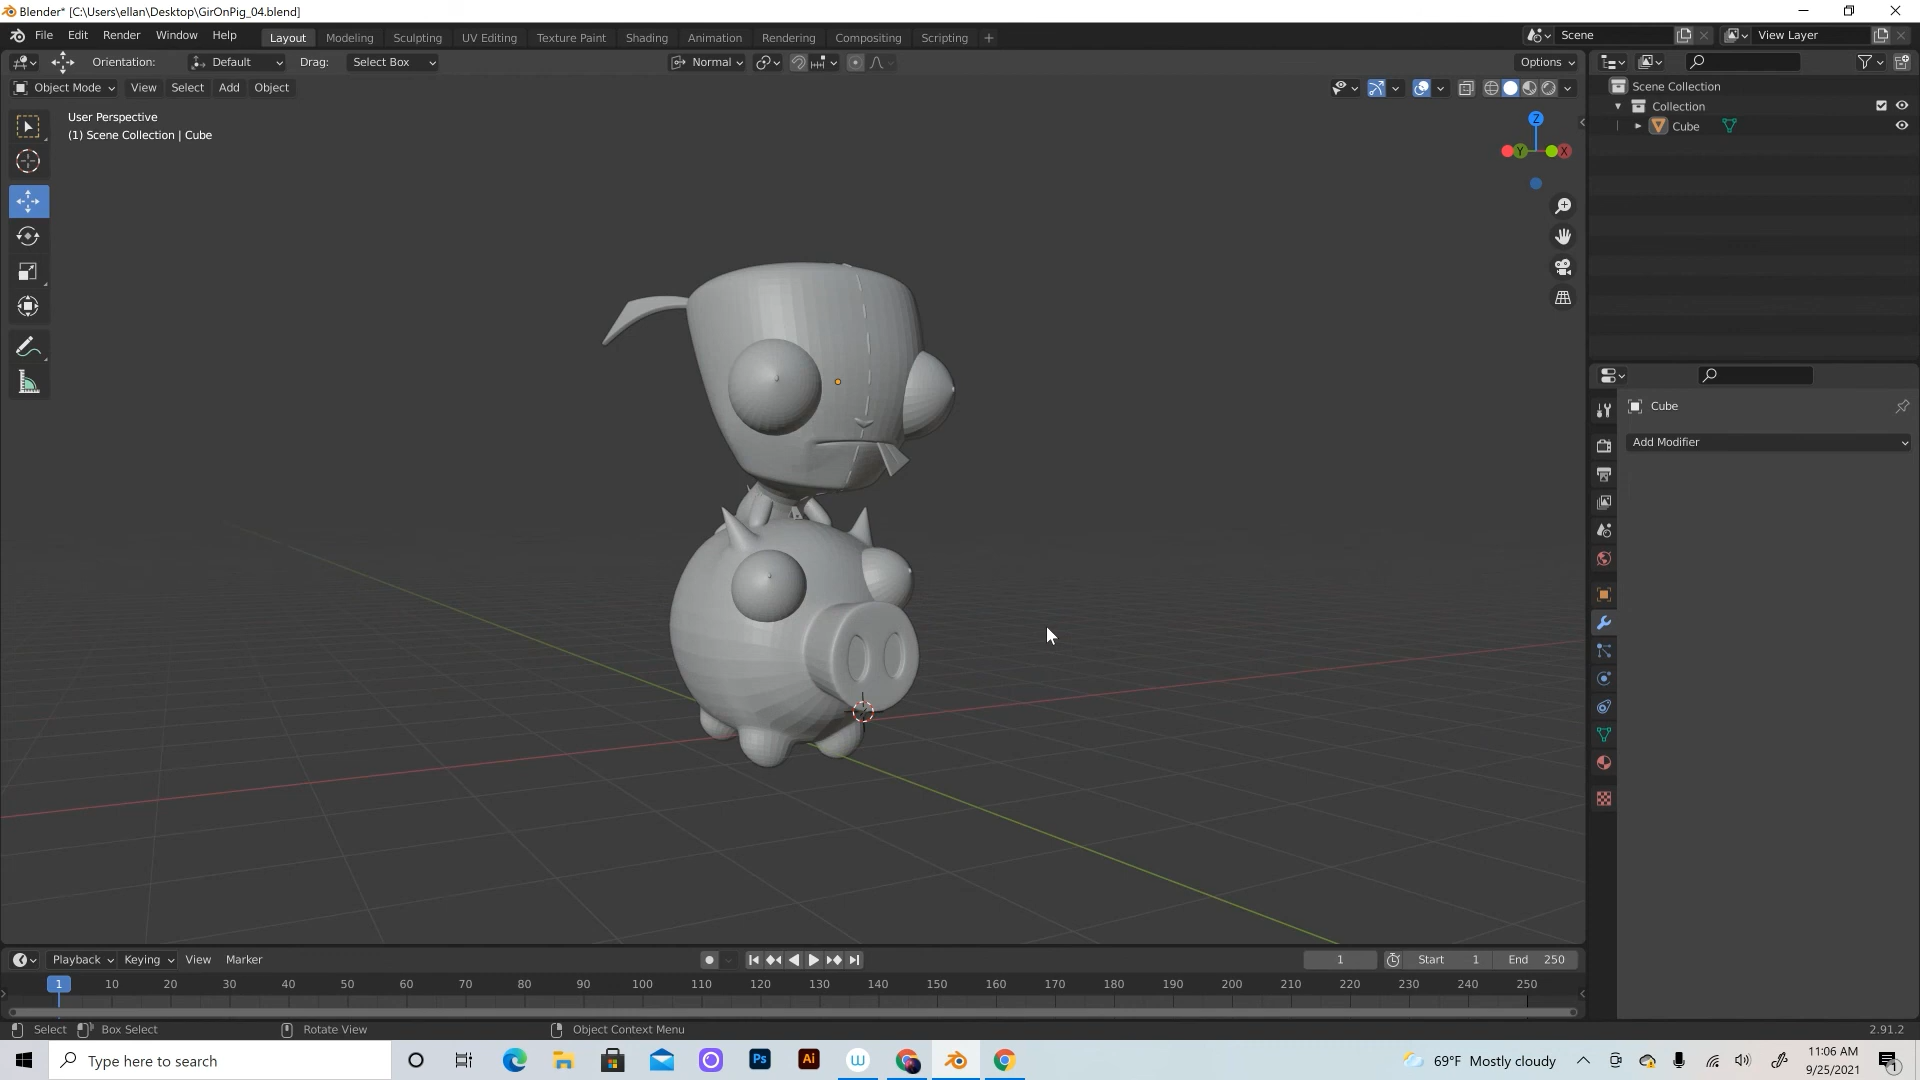 Blender* [C:\Users\ellan\Desktop\GirOnPig_04.blend]
File Edit Render Window Help Layout Modeling Sculpting UV Editing Texture Paint Shading Animation Rendering Compositing Scripting + Scene View Layer
Orientation: Default Drag: Select Box Normal Options
Object Mode View Select Add Object
User Perspective
(1) Scene Collection | Cube
Z
Y X
Scene Collection
Collection
Cube
Cube
Add Modifier
Playback Keying View Marker 1 Start 1 End 250
1 10 20 30 40 50 60 70 80 90 100 110 120 130 140 150 160 170 180 190 200 210 220 230 240 250
Select Box Select Rotate View Object Context Menu 2.91.2
Type here to search Ps Ai W 69°F Mostly cloudy 11:06 AM
9/25/2021
1